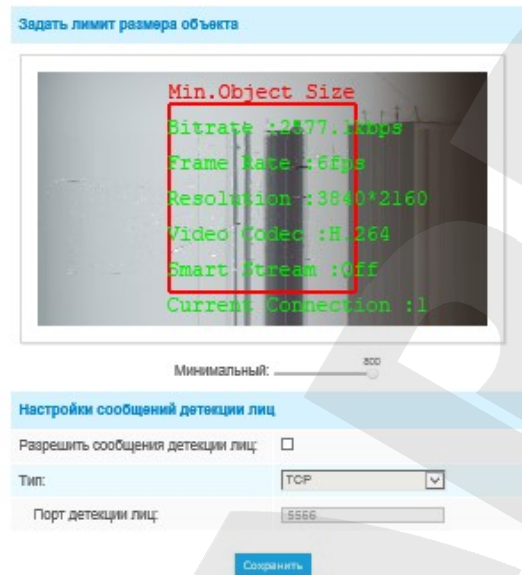 Задать лимит размера объекта
Min.Object Size
Bitrate :2577.1kbps
Frame Rate :6fps
Resolution :3840*2160
Video Codec :H.264
Smart Stream :Off
Current Connection :1
Минимальный: 800
Настройки сообщений детекции лиц
Разрешить сообщения детекции лиц:
Тип: TCP
Порт детекции лиц: 5566
Сохранить